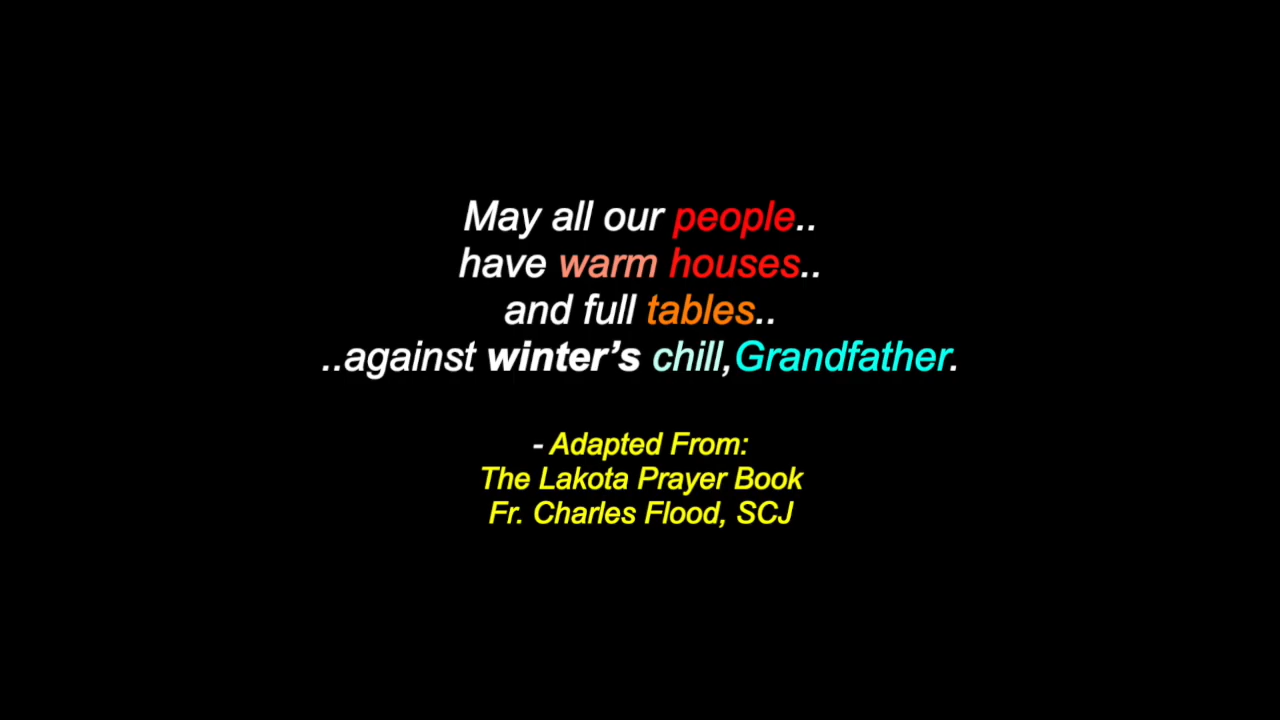 May all our people..
have warm houses..
and full tables..
..against winter’s chill,Grandfather.
- Adapted From:
The Lakota Prayer Book
Fr. Charles Flood, SCJ